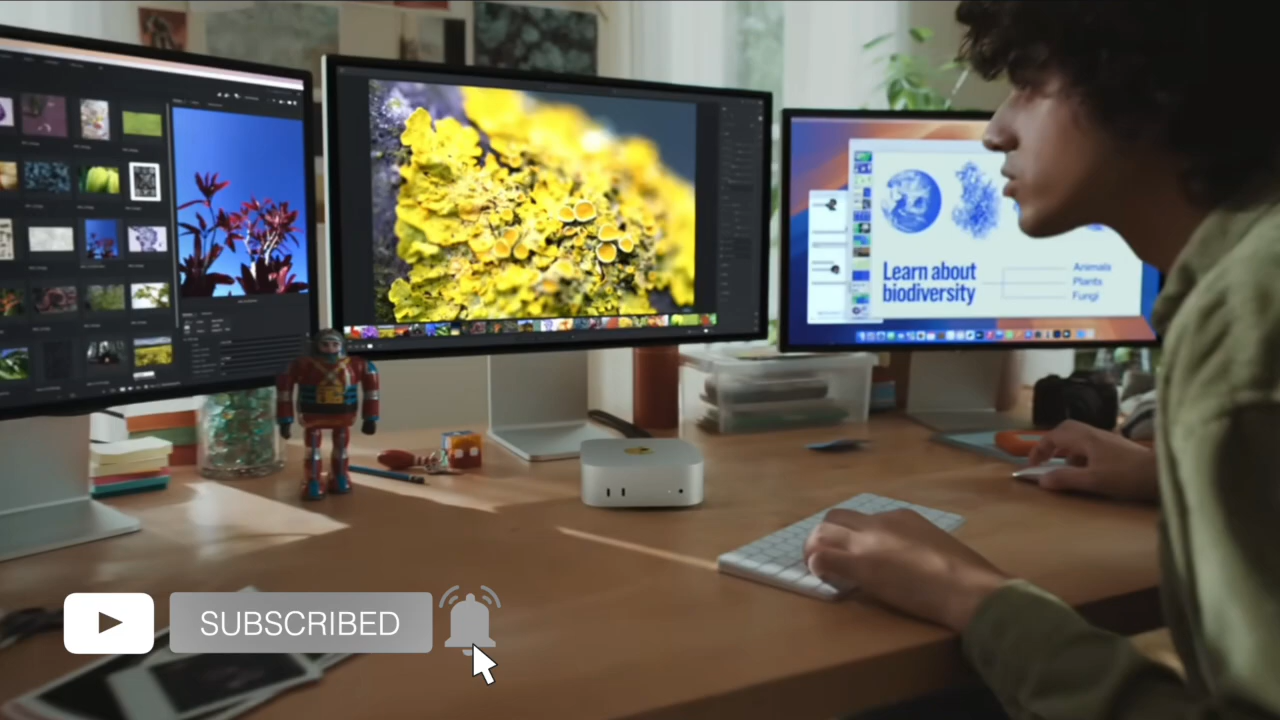 Learn about
biodiversity
Animals
Plants
Fungi
SUBSCRIBED